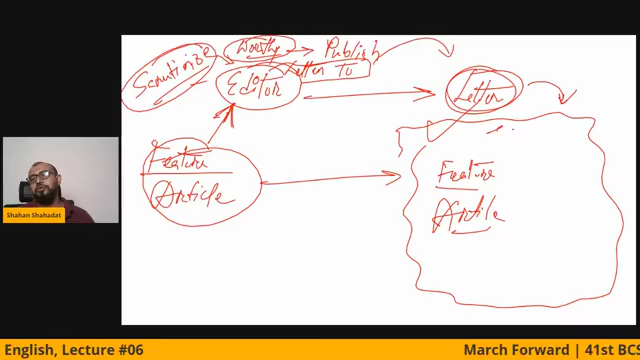 Scrutinize
Worthy
Publish
Letter To
Editor
Letter
Feature
Article
Feature
Article
Shahan Shahadat
English, Lecture #06
March Forward | 41st BCS